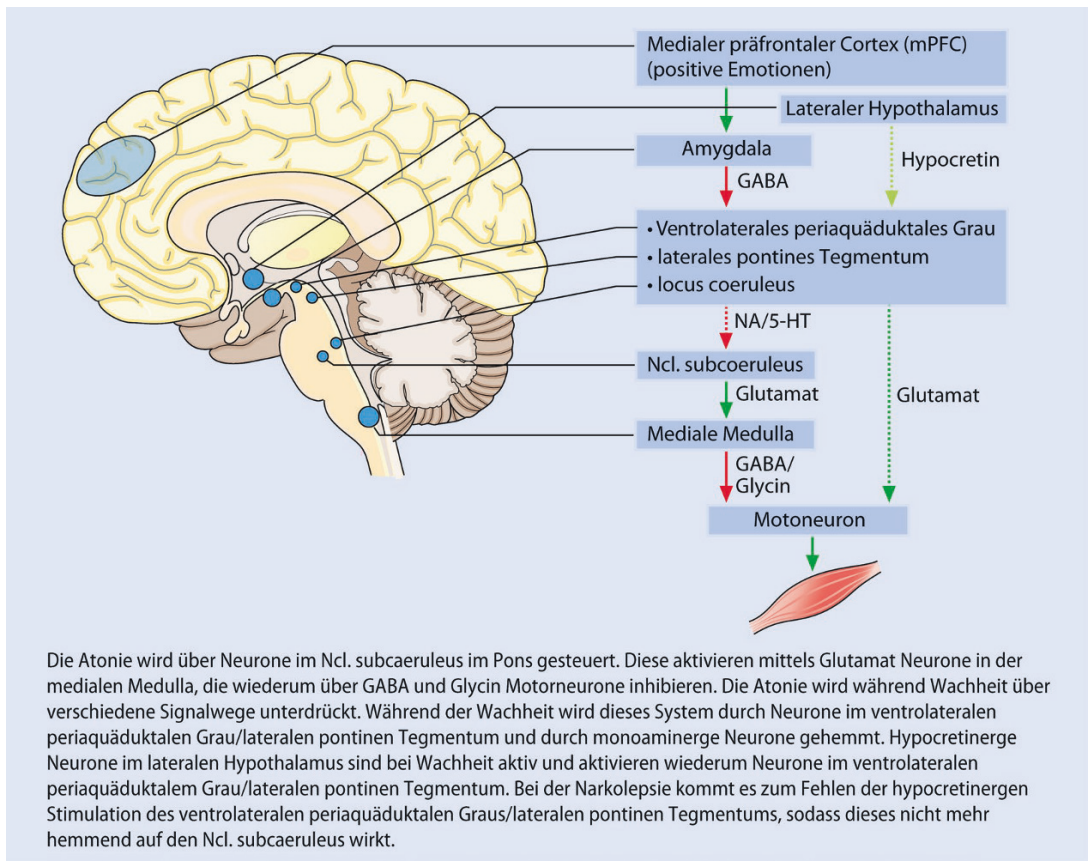 Medialer präfrontaler Cortex (mPFC)
(positive Emotionen)
Lateraler Hypothalamus
Amygdala
Hypocretin
GABA
• Ventrolaterales periaquäduktales Grau
• laterales pontines Tegmentum
• locus coeruleus
NA/5-HT
Ncl. subcoeruleus
Glutamat
Glutamat
Mediale Medulla
GABA/
Glycin
Motoneuron
Die Atonie wird über Neurone im Ncl. subcaeruleus im Pons gesteuert. Diese aktivieren mittels Glutamat Neurone in der
medialen Medulla, die wiederum über GABA und Glycin Motorneurone inhibieren. Die Atonie wird während Wachheit über
verschiedene Signalwege unterdrückt. Während der Wachheit wird dieses System durch Neurone im ventrolateralen
periaquäduktalen Grau/lateralen pontinen Tegmentum und durch monoaminerge Neurone gehemmt. Hypocretinerge
Neurone im lateralen Hypothalamus sind bei Wachheit aktiv und aktivieren wiederum Neurone im ventrolateralen
periaquäduktalem Grau/lateralen pontinen Tegmentum. Bei der Narkolepsie kommt es zum Fehlen der hypocretinergen
Stimulation des ventrolateralen periaquäduktalen Graus/lateralen pontinen Tegmentums, sodass dieses nicht mehr
hemmend auf den Ncl. subcaeruleus wirkt.